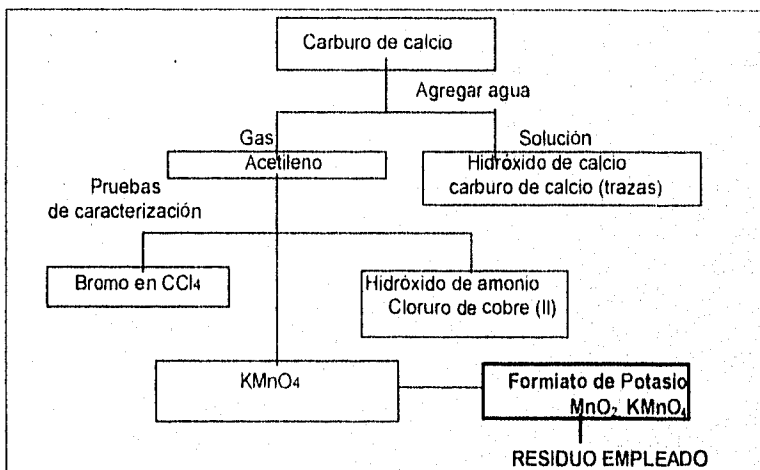 Carburo de calcio
Agregar agua
Gas
Solución
Acetileno
Hidróxido de calcio
carburo de calcio (trazas)
Pruebas
de caracterización
Bromo en CCl4
Hidróxido de amonio
Cloruro de cobre (II)
KMnO4
Formiato de Potasio
MnO2 KMnO4
RESIDUO EMPLEADO